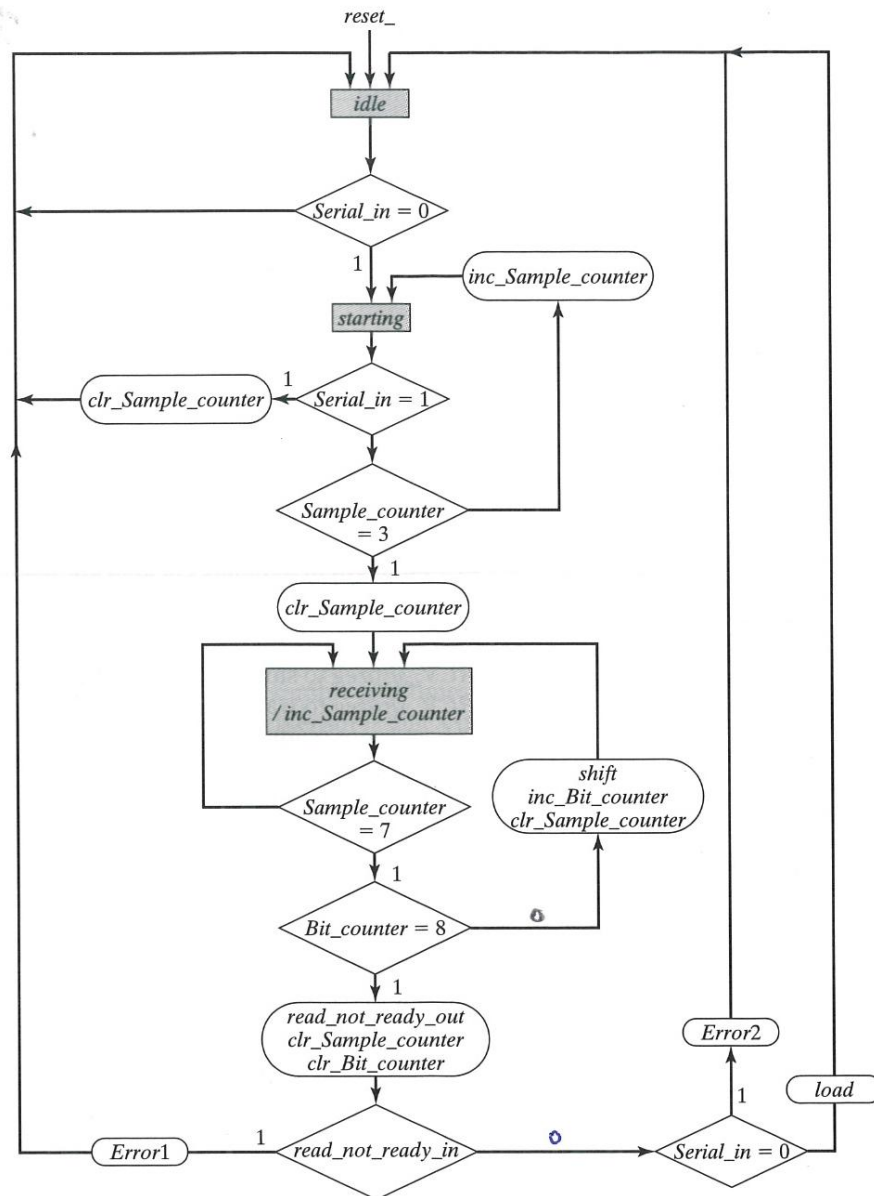 reset_
idle
Serial_in = 0
1
inc_Sample_counter
starting
1
clr_Sample_counter
Serial_in = 1
Sample_counter
= 3
1
clr_Sample_counter
receiving
/ inc_Sample_counter
shift
inc_Bit_counter
clr_Sample_counter
Sample_counter
= 7
1
Bit_counter = 8
0
1
read_not_ready_out
clr_Sample_counter
clr_Bit_counter
Error2
1
load
Error1
1
read_not_ready_in
0
Serial_in = 0